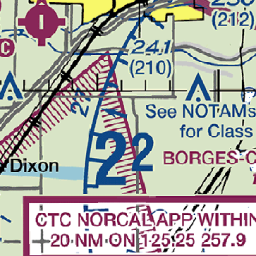 (212)
C
I
241
(210)
22
See NOTAMs
for Class
BORGES-C
Dixon
CTC NORCAL APP WITHIN
20 NM ON 125.25 257.9